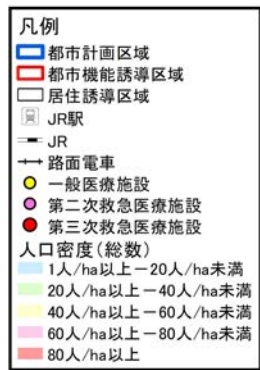 凡例
都市計画区域
都市機能誘導区域
居住誘導区域
JR駅
JR
路面電車
一般医療施設
第二次救急医療施設
第三次救急医療施設
人口密度(総数)
1人/ha以上－20人/ha未満
20人/ha以上－40人/ha未満
40人/ha以上－60人/ha未満
60人/ha以上－80人/ha未満
80人/ha以上